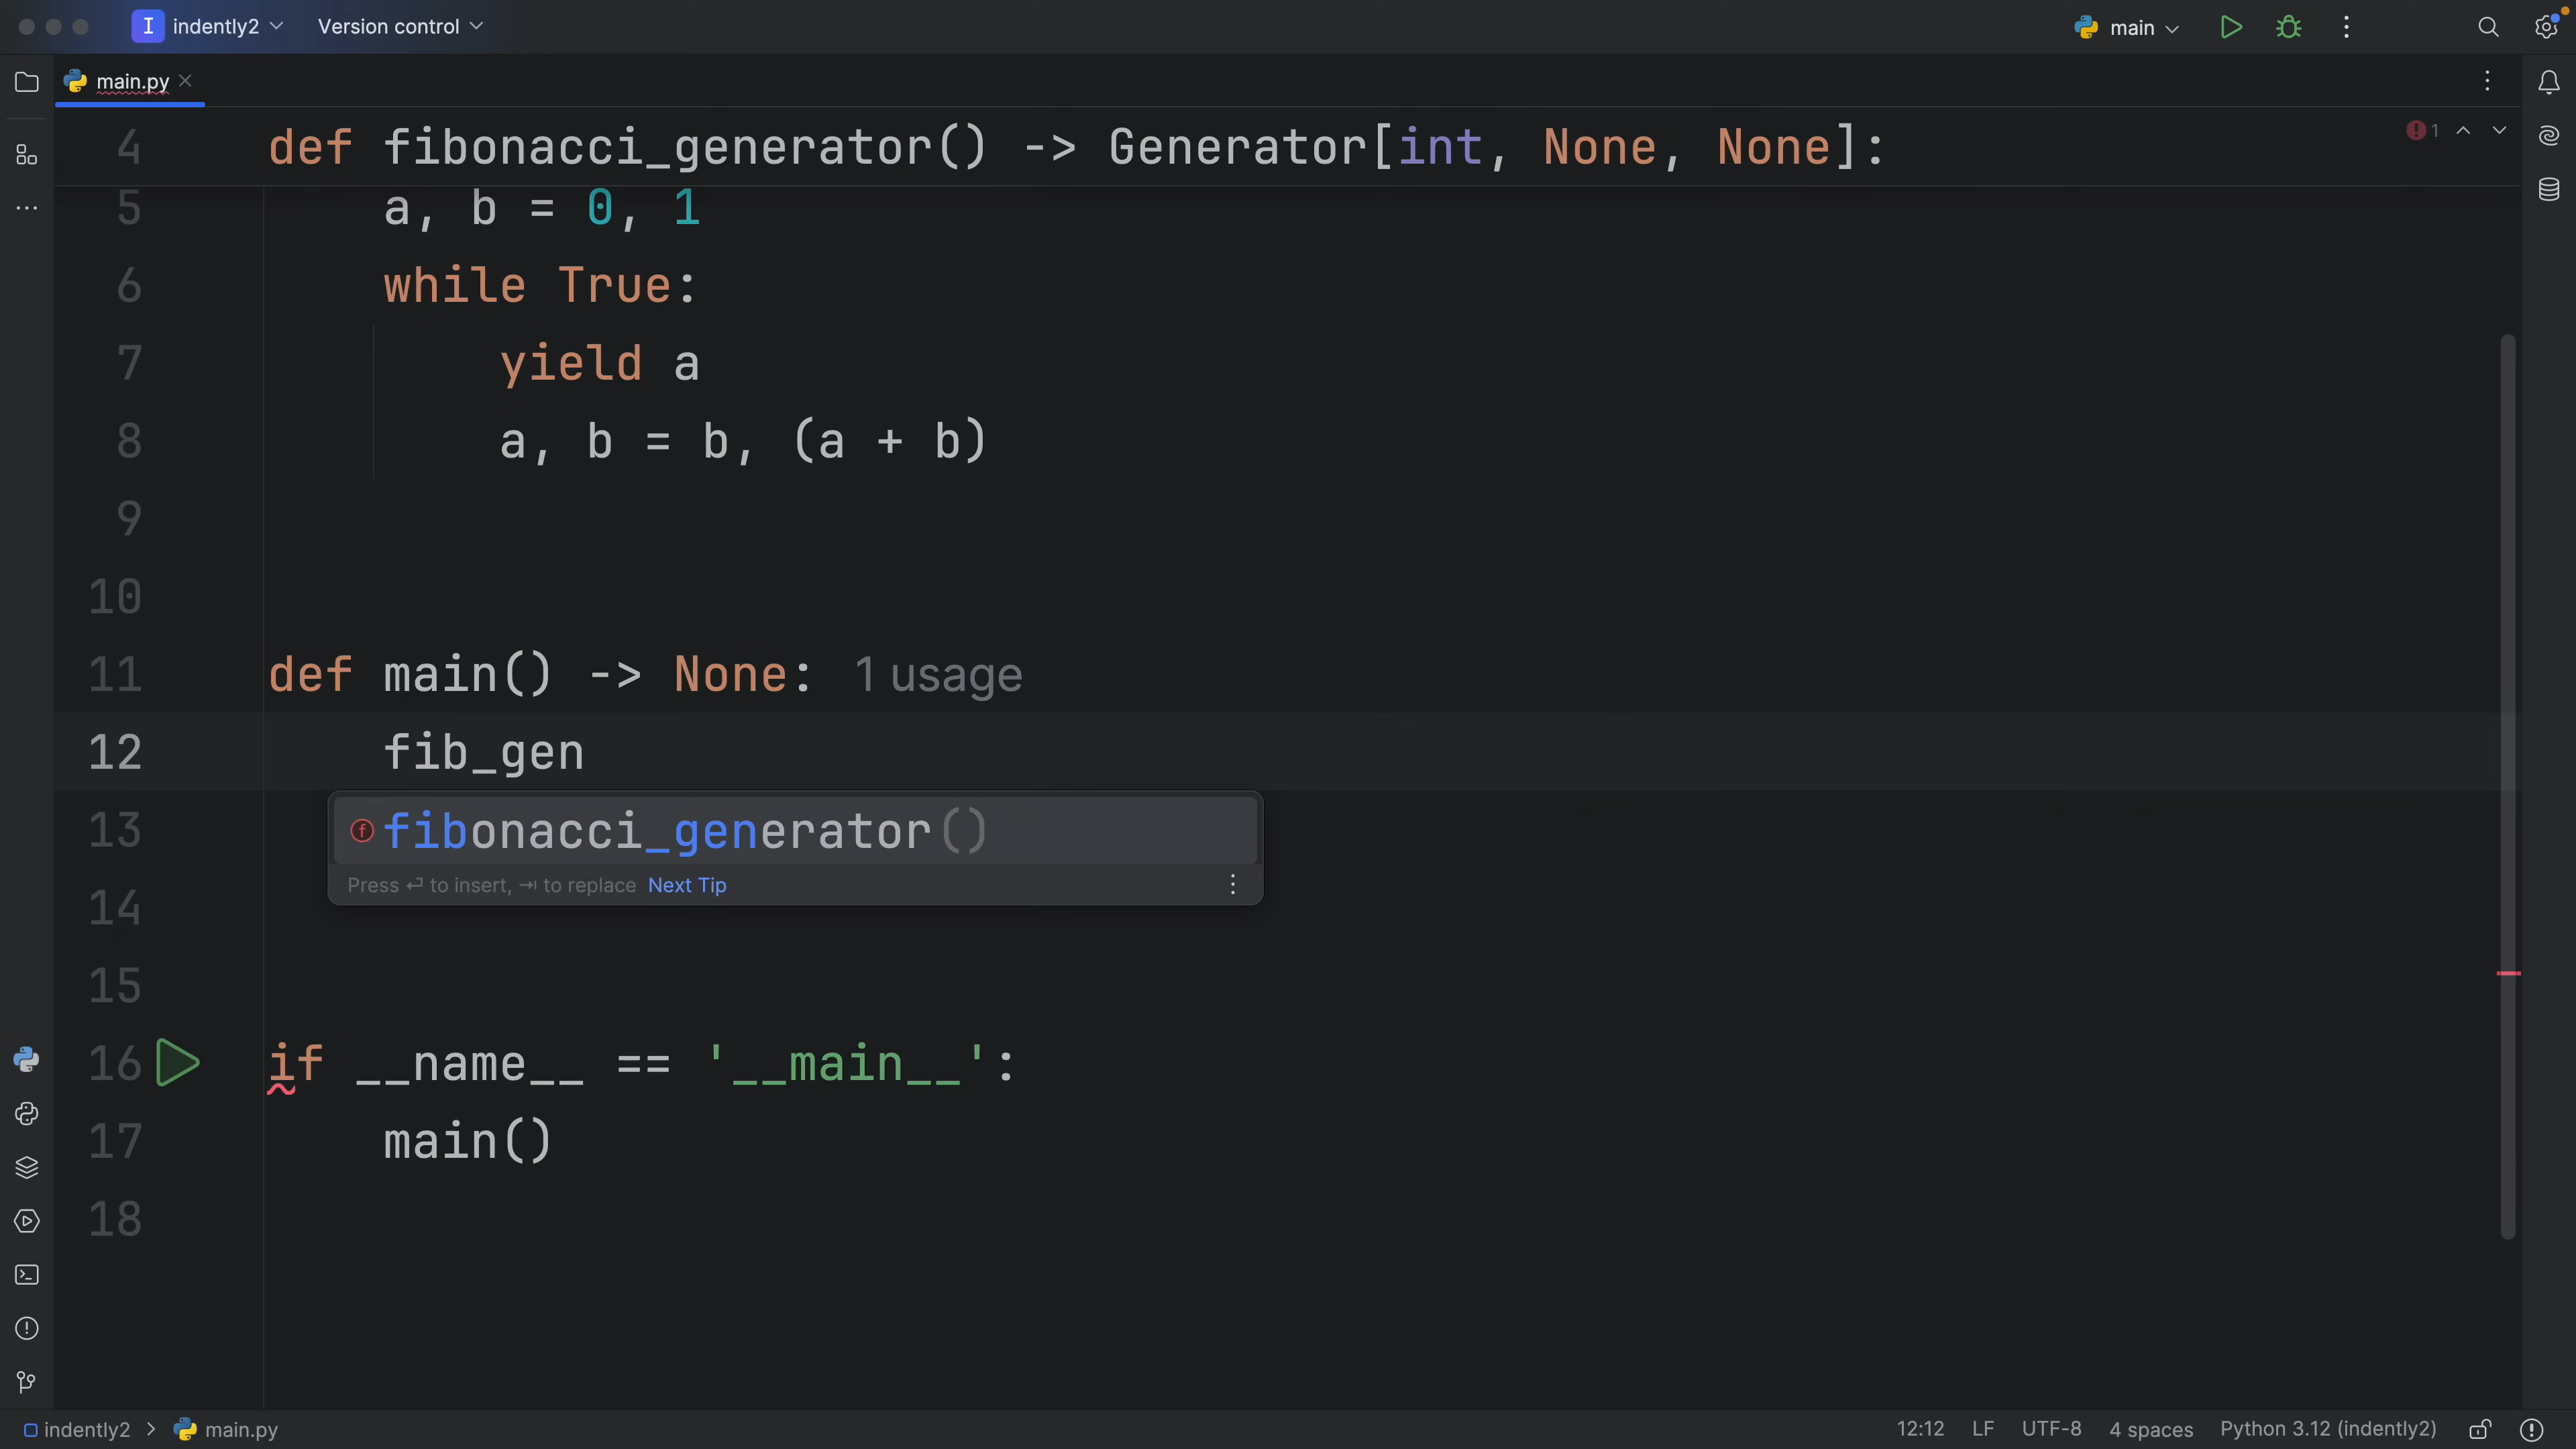 I indently2 Version control main
main.py
4 def fibonacci_generator() -> Generator[int, None, None]: 1
5 a, b = 0, 1
6 while True:
7 yield a
8 a, b = b, (a + b)
9
10
11 def main() -> None: 1 usage
12 fib_gen
13 f fibonacci_generator()
Press ↵ to insert, ⇥ to replace Next Tip
14
15
16 if __name__ == '__main__':
17 main()
18
indently2 > main.py 12:12 LF UTF-8 4 spaces Python 3.12 (indently2)